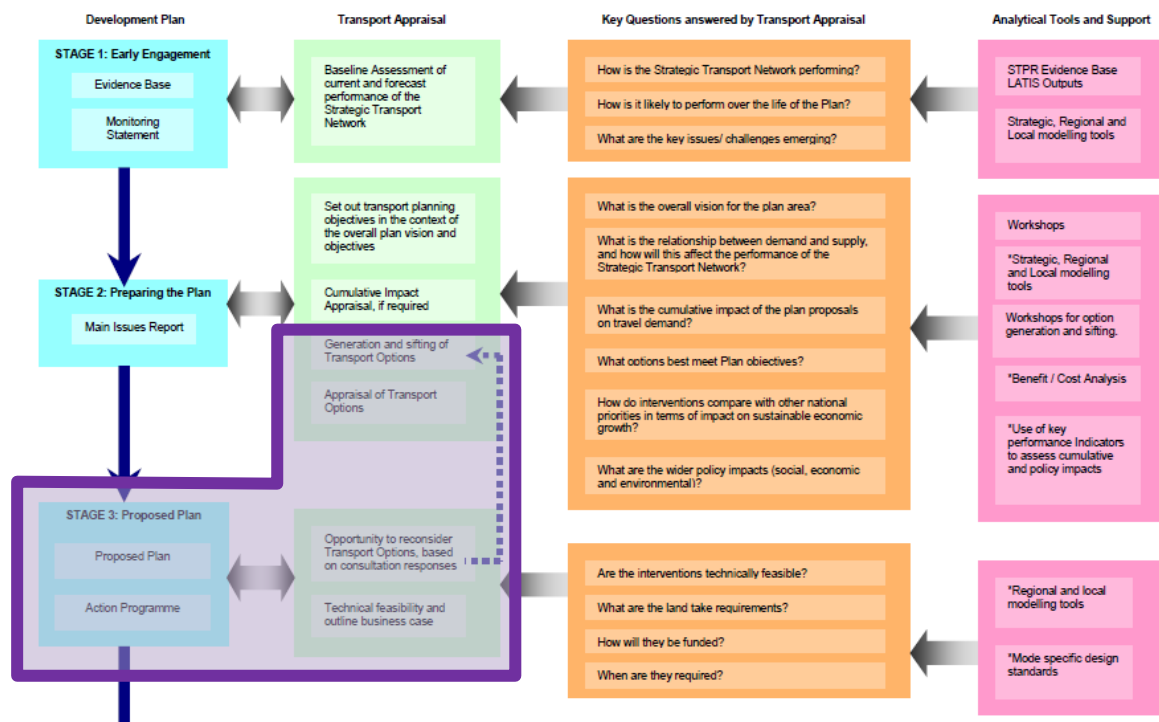 Development Plan
Transport Appraisal
Key Questions answered by Transport Appraisal
Analytical Tools and Support
STAGE 1: Early Engagement
Evidence Base
Monitoring
Statement
Baseline Assessment of
current and forecast
performance of the
Strategic Transport
Network
How is the Strategic Transport Network performing?
How is it likely to perform over the life of the Plan?
What are the key issues/ challenges emerging?
STPR Evidence Base
LATIS Outputs
Strategic, Regional and
Local modelling tools
STAGE 2: Preparing the Plan
Main Issues Report
Set out transport planning
objectives in the context of
the overall plan vision and
objectives
Cumulative Impact
Appraisal, if required
Generation and sifting of
Transport Options
Appraisal of Transport
Options
What is the overall vision for the plan area?
What is the relationship between demand and supply,
and how will this affect the performance of the
Strategic Transport Network?
What is the cumulative impact of the plan proposals
on travel demand?
What options best meet Plan objectives?
How do interventions compare with other national
priorities in terms of impact on sustainable economic
growth?
What are the wider policy impacts (social, economic
and environmental)?
Workshops
*Strategic, Regional
and Local modelling
tools
Workshops for option
generation and sifting.
*Benefit / Cost Analysis
*Use of key
performance Indicators
to assess cumulative
and policy impacts
STAGE 3: Proposed Plan
Proposed Plan
Action Programme
Opportunity to reconsider
Transport Options, based
on consultation responses
Technical feasibility and
outline business case
Are the interventions technically feasible?
What are the land take requirements?
How will they be funded?
When are they required?
*Regional and local
modelling tools
*Mode specific design
standards